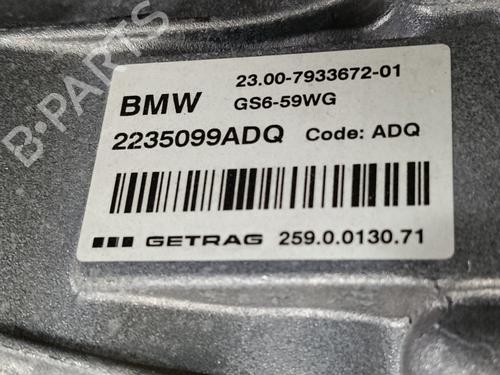 B-PARTS
23.00-7933672-01
BMW GS6-59WG
2235099ADQ Code: ADQ
GETRAG 259.0.0130.71